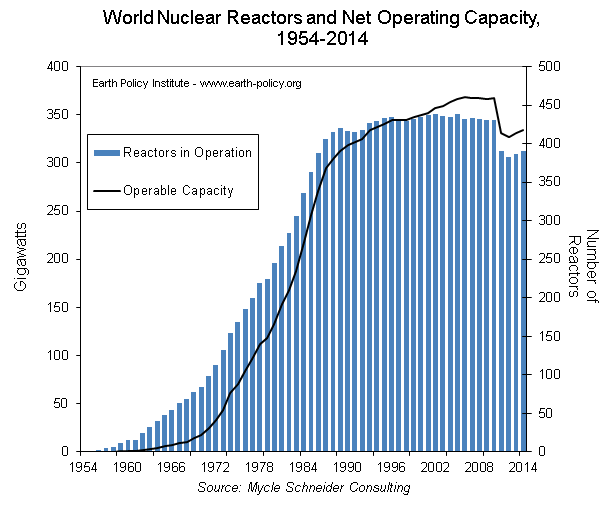 World Nuclear Reactors and Net Operating Capacity,
1954-2014
Earth Policy Institute - www.earth-policy.org
Reactors in Operation
Operable Capacity
Gigawatts
400
350
300
250
200
150
100
50
0
Number of
Reactors
500
450
400
350
300
250
200
150
100
50
0
1954 1960 1966 1972 1978 1984 1990 1996 2002 2008 2014
Source: Mycle Schneider Consulting